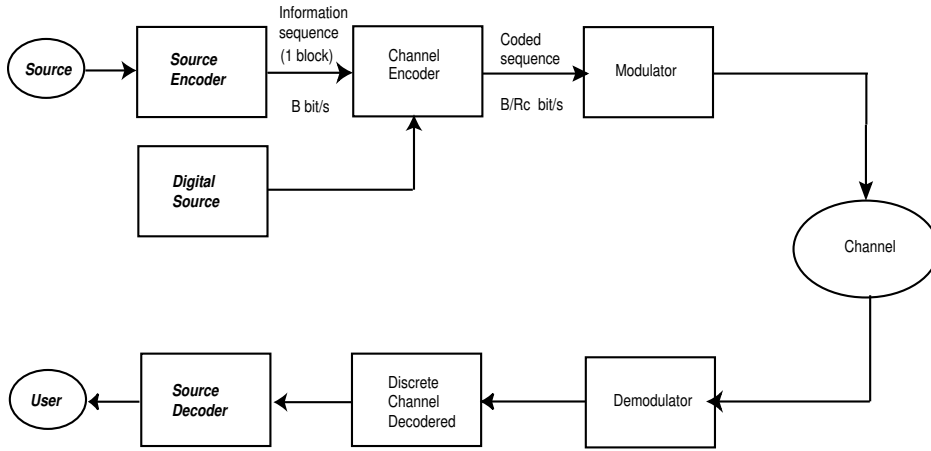 Source
Source
Encoder
Information
sequence
(1 block)
B bit/s
Channel
Encoder
Coded
sequence
B/Rc bit/s
Modulator
Digital
Source
Channel
User
Source
Decoder
Discrete
Channel
Decodered
Demodulator